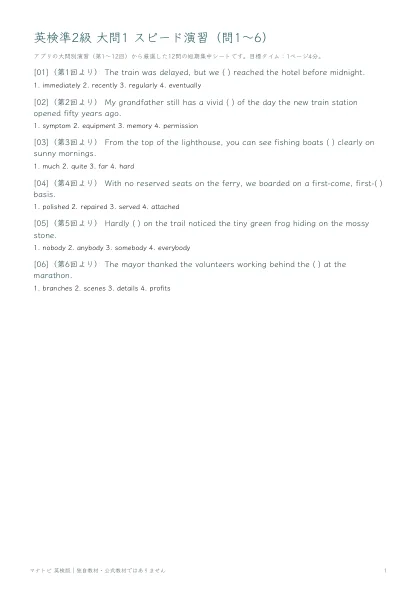 英検準2級 大問1 スピード演習（問1〜6）
アプリの大問別演習（第1〜12回）から厳選した12問の短期集中シートです。目標タイム：1ページ4分。
[01]（第1回より） The train was delayed, but we ( ) reached the hotel before midnight.
1. immediately 2. recently 3. regularly 4. eventually
[02]（第2回より） My grandfather still has a vivid ( ) of the day the new train station
opened fifty years ago.
1. symptom 2. equipment 3. memory 4. permission
[03]（第3回より） From the top of the lighthouse, you can see fishing boats ( ) clearly on
sunny mornings.
1. much 2. quite 3. far 4. hard
[04]（第4回より） With no reserved seats on the ferry, we boarded on a first-come, first-( )
basis.
1. polished 2. repaired 3. served 4. attached
[05]（第5回より） Hardly ( ) on the trail noticed the tiny green frog hiding on the mossy
stone.
1. nobody 2. anybody 3. somebody 4. everybody
[06]（第6回より） The mayor thanked the volunteers working behind the ( ) at the
marathon.
1. branches 2. scenes 3. details 4. profits
マナトビ 英検部｜独自教材・公式教材ではありません
1